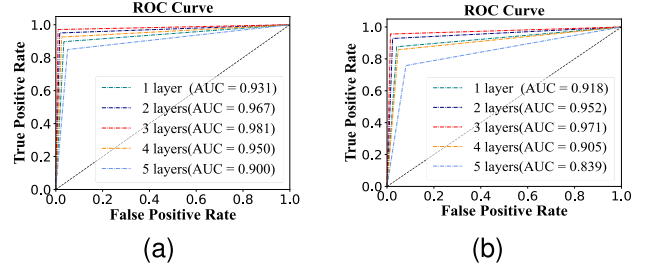 ROC Curve
True Positive Rate
1.0
0.8
0.6
0.4
0.2
0.0
1 layer (AUC = 0.931)
2 layers(AUC = 0.967)
3 layers(AUC = 0.981)
4 layers(AUC = 0.950)
5 layers(AUC = 0.900)
0.0 0.2 0.4 0.6 0.8 1.0
False Positive Rate
(a)
ROC Curve
True Positive Rate
1.0
0.8
0.6
0.4
0.2
0.0
1 layer (AUC = 0.918)
2 layers(AUC = 0.952)
3 layers(AUC = 0.971)
4 layers(AUC = 0.905)
5 layers(AUC = 0.839)
0.0 0.2 0.4 0.6 0.8 1.0
False Positive Rate
(b)